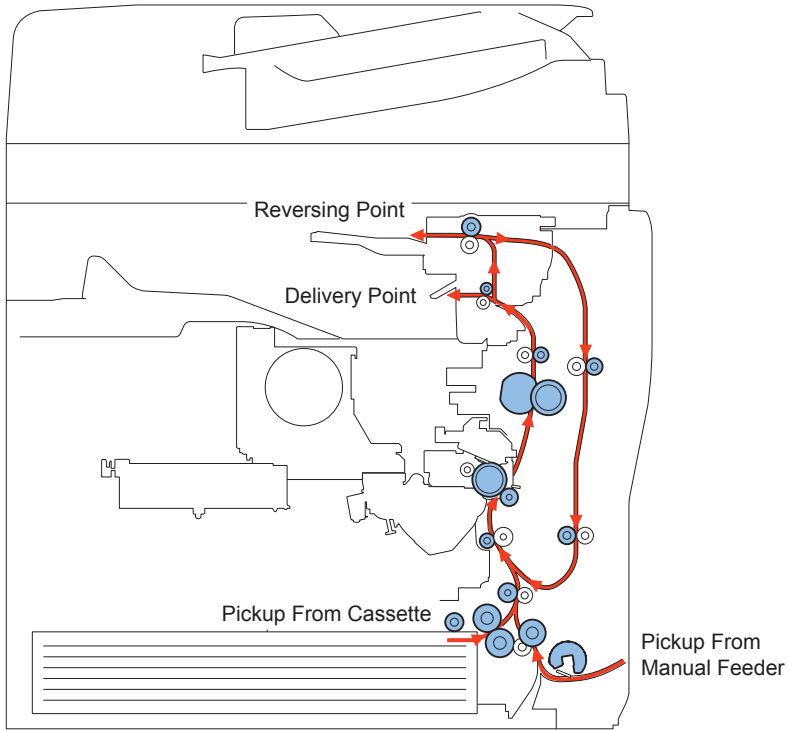 Reversing Point
Delivery Point
Pickup From Cassette
Pickup From
Manual Feeder